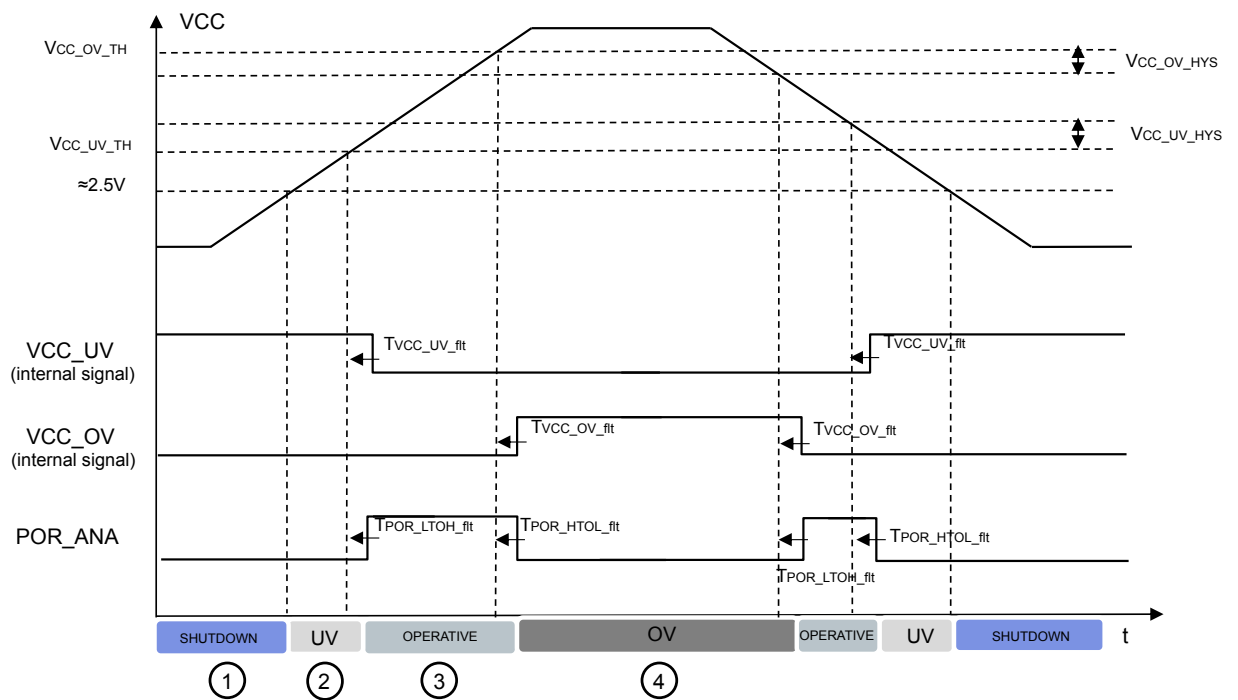 VCC
VCC_OV_TH
VCC_OV_HYS
VCC_UV_TH
VCC_UV_HYS
≈2.5V
VCC_UV
(internal signal)
TVCC_UV_flt
TVCC_UV_flt
VCC_OV
(internal signal)
TVCC_OV_flt
TVCC_OV_flt
POR_ANA
TPOR_LTOH_flt
TPOR_HTOL_flt
TPOR_HTOL_flt
TPOR_LTOH_flt
SHUTDOWN
UV
OPERATIVE
OV
OPERATIVE
UV
SHUTDOWN
t
1
2
3
4